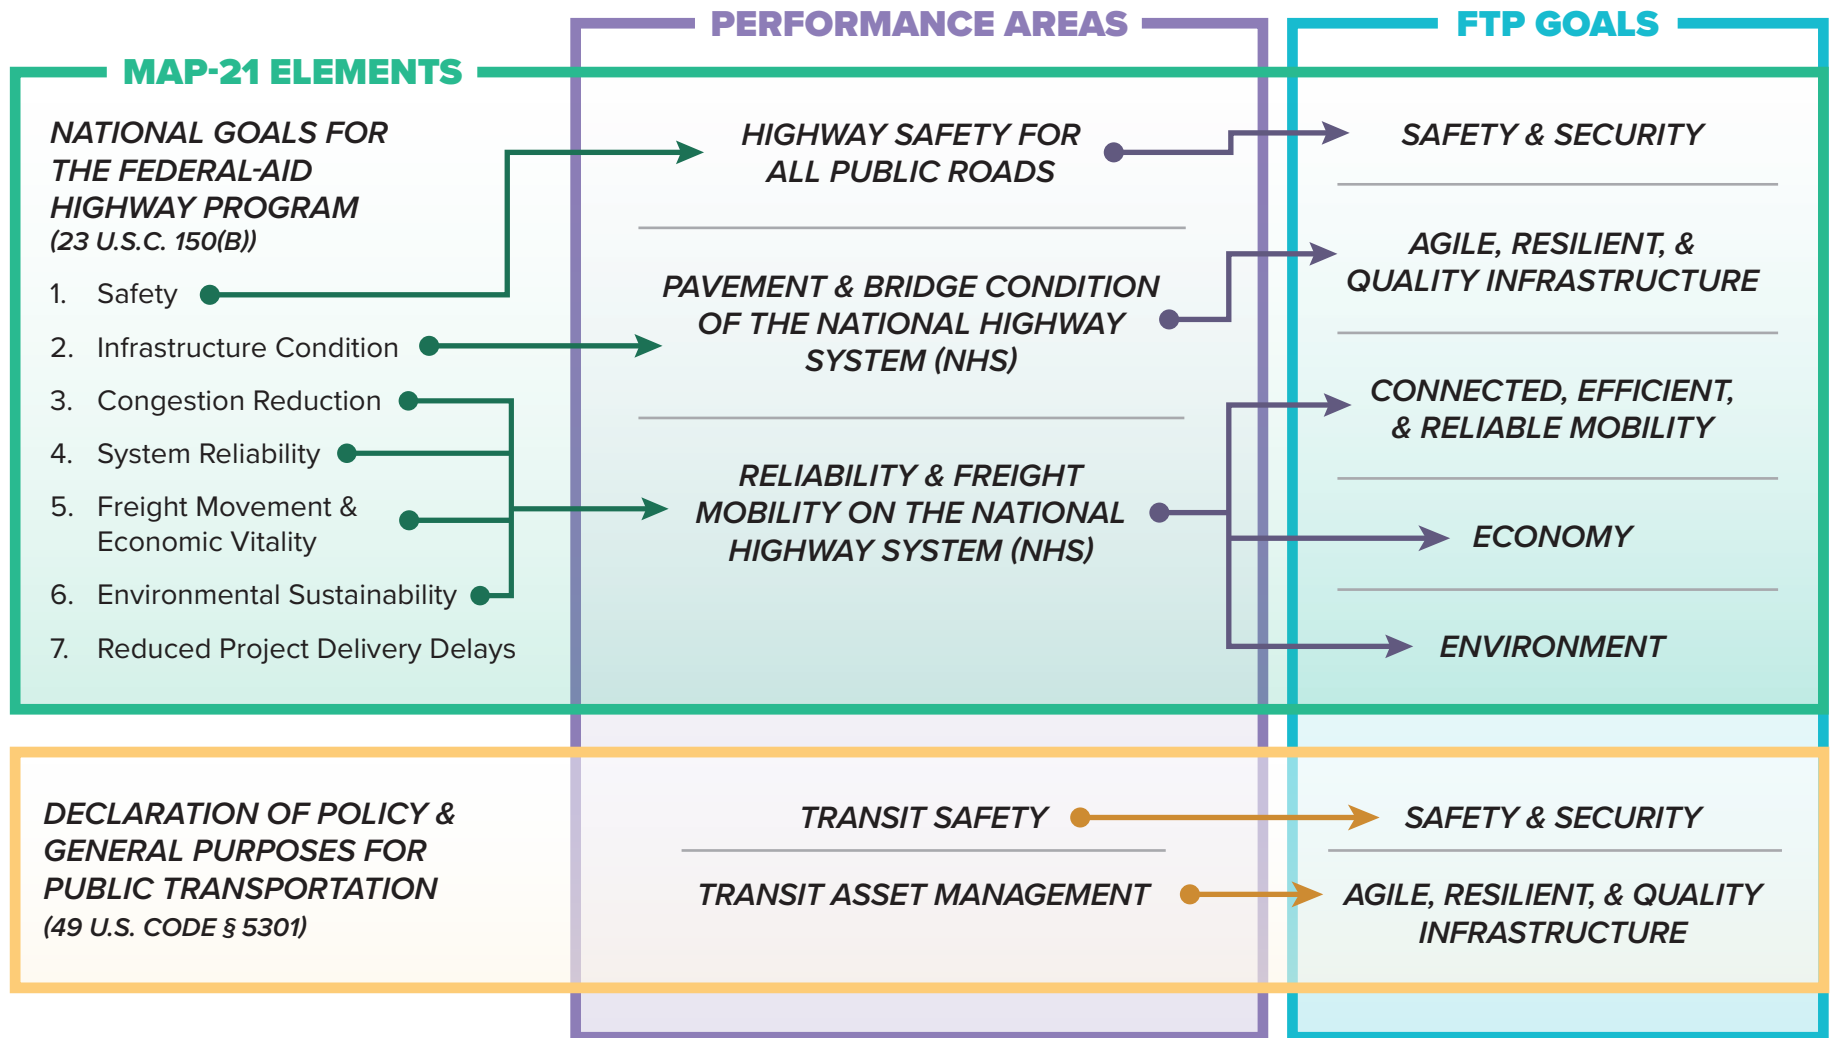 PERFORMANCE AREAS
FTP GOALS
MAP-21 ELEMENTS
NATIONAL GOALS FOR
THE FEDERAL-AID
HIGHWAY PROGRAM
(23 U.S.C. 150(B))
1. Safety
2. Infrastructure Condition
3. Congestion Reduction
4. System Reliability
5. Freight Movement &
Economic Vitality
6. Environmental Sustainability
7. Reduced Project Delivery Delays
HIGHWAY SAFETY FOR
ALL PUBLIC ROADS
PAVEMENT & BRIDGE CONDITION
OF THE NATIONAL HIGHWAY
SYSTEM (NHS)
RELIABILITY & FREIGHT
MOBILITY ON THE NATIONAL
HIGHWAY SYSTEM (NHS)
SAFETY & SECURITY
AGILE, RESILIENT, &
QUALITY INFRASTRUCTURE
CONNECTED, EFFICIENT,
& RELIABLE MOBILITY
ECONOMY
ENVIRONMENT
DECLARATION OF POLICY &
GENERAL PURPOSES FOR
PUBLIC TRANSPORTATION
(49 U.S. CODE § 5301)
TRANSIT SAFETY
TRANSIT ASSET MANAGEMENT
SAFETY & SECURITY
AGILE, RESILIENT, & QUALITY
INFRASTRUCTURE